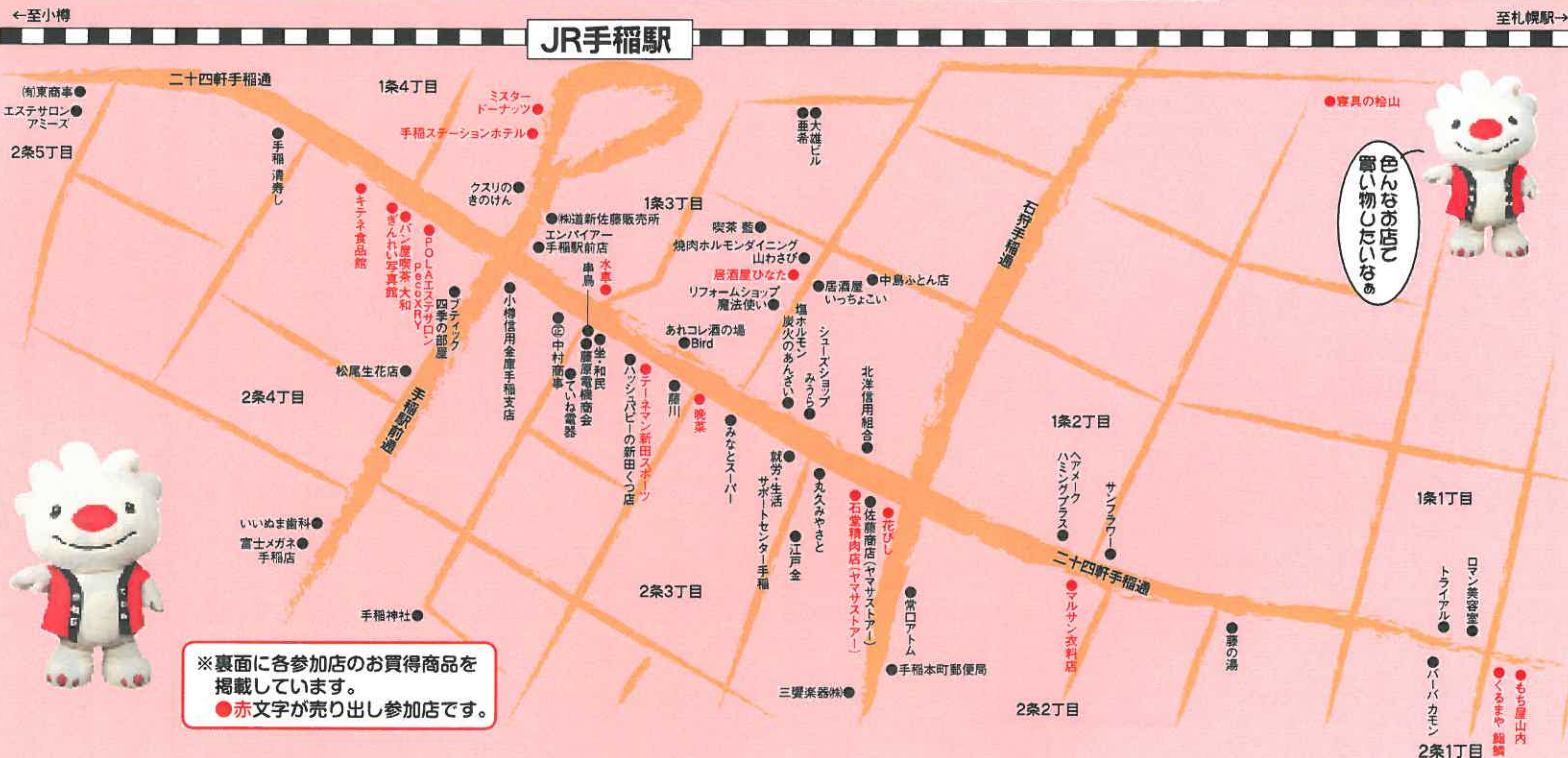 ←至小樽
至札幌駅→
JR手稲駅
二十四軒手稲通
1条4丁目
㈲東商事
エステサロン
アミーズ
2条5丁目
手稲 清寿し
ミスター
ドーナッツ
手稲ステーションホテル
クスリの
きのけん
キテネ食品館
ぎんれい写真館
パン屋喫茶 大和
POLAエステサロン
PecoXRY
ブティック
四季の部屋
松尾生花店
2条4丁目
手稲駅前通
いいぬま歯科
富士メガネ
手稲店
手稲神社
1条3丁目
㈱道新佐藤販売所
エンパイアー
手稲駅前店
水車
串鳥
小樽信用金庫手稲支店
㊣中村商事
ていね電器
藤原電機商会
坐・和民
ハッシュパピーの新田くつ店
テーネマン新田スポーツ
藤川
晩菜
みなとスーパー
あれコレ酒の場
Bird
亜希
大雄ビル
喫茶 藍
焼肉ホルモンダイニング
山わさび
居酒屋ひなた
リフォームショップ
魔法使い
居酒屋
いっちょこい
中島ふとん店
塩ホルモン
炭火のあんざい
シューズショップ
みうら
北洋信用組合
石狩手稲通
就労・生活
サポートセンター手稲
江戸金
丸久みやさと
石堂精肉店(ヤマサストアー)
佐藤商店(ヤマサストアー)
花びし
2条3丁目
常口アトム
手稲本町郵便局
三響楽器㈱
寝具の桧山
色んなお店で
買い物したいなぁ
1条2丁目
ヘアメーク
ハミングプラス
サンフラワー
二十四軒手稲通
マルサン衣料店
2条2丁目
藤の湯
1条1丁目
トライアル
ロマン美容室
バーバ カモン
くるまや 鮨鱗
もち屋山内
2条1丁目
※裏面に各参加店のお買得商品を
掲載しています。
●赤文字が売り出し参加店です。